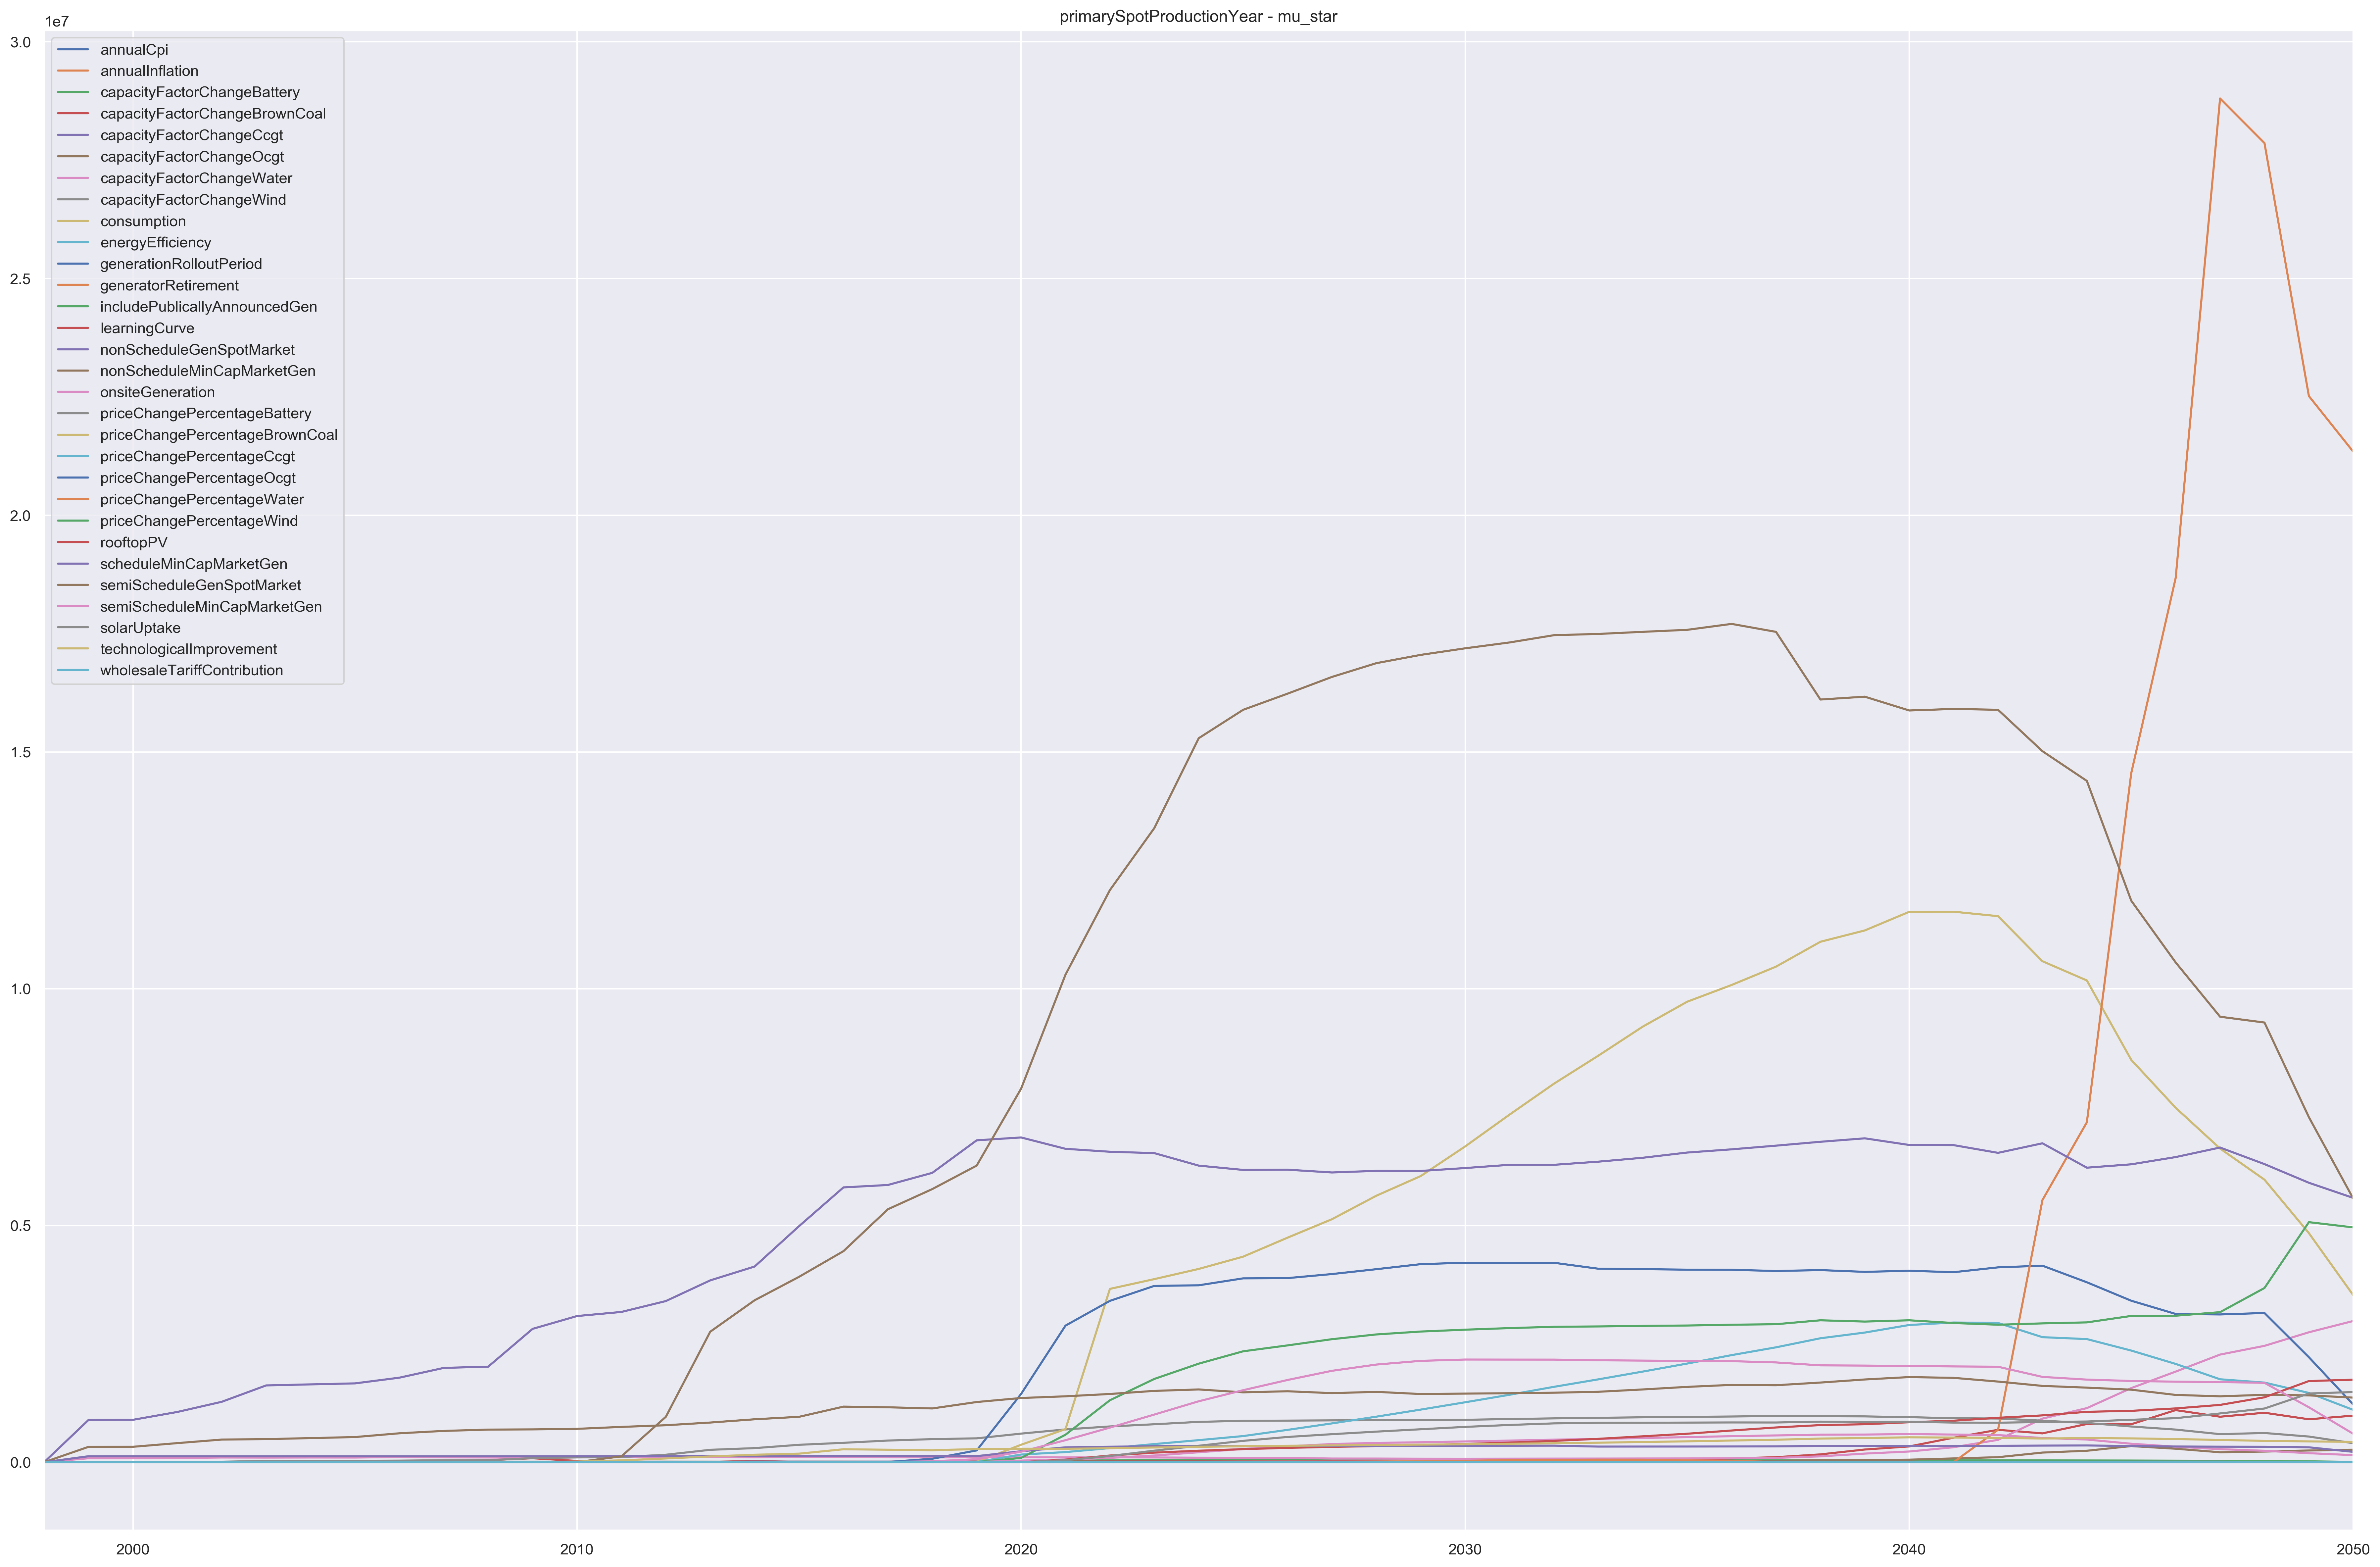 primarySpotProductionYear - mu_star
1e7
3.0
2.5
2.0
1.5
1.0
0.5
0.0
annualCpi
annualInflation
capacityFactorChangeBattery
capacityFactorChangeBrownCoal
capacityFactorChangeCcgt
capacityFactorChangeOcgt
capacityFactorChangeWater
capacityFactorChangeWind
consumption
energyEfficiency
generationRolloutPeriod
generatorRetirement
includePublicallyAnnouncedGen
learningCurve
nonScheduleGenSpotMarket
nonScheduleMinCapMarketGen
onsiteGeneration
priceChangePercentageBattery
priceChangePercentageBrownCoal
priceChangePercentageCcgt
priceChangePercentageOcgt
priceChangePercentageWater
priceChangePercentageWind
rooftopPV
scheduleMinCapMarketGen
semiScheduleGenSpotMarket
semiScheduleMinCapMarketGen
solarUptake
technologicalImprovement
wholesaleTariffContribution
2000 2010 2020 2030 2040 2050